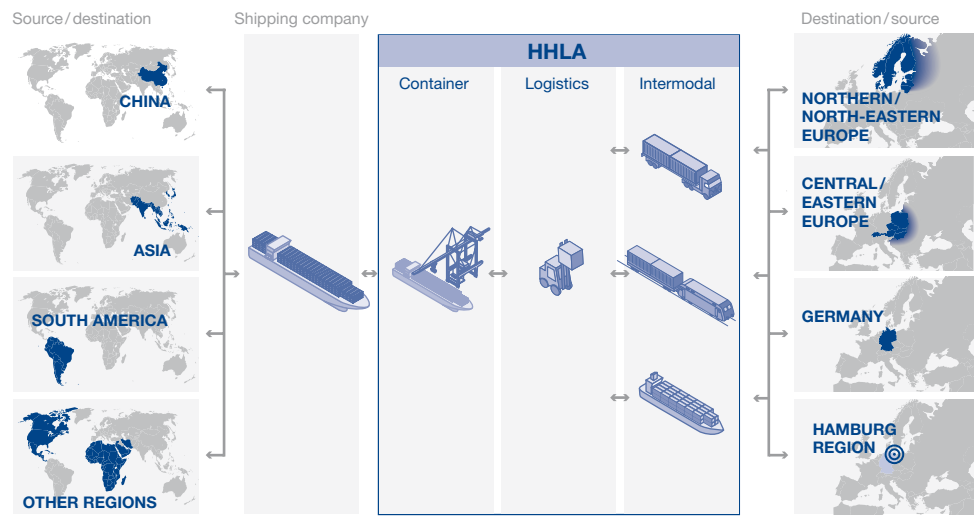 Source / destination
Shipping company
Destination / source
HHLA
Container
Logistics
Intermodal
CHINA
ASIA
SOUTH AMERICA
OTHER REGIONS
NORTHERN /
NORTH-EASTERN
EUROPE
CENTRAL /
EASTERN
EUROPE
GERMANY
HAMBURG
REGION